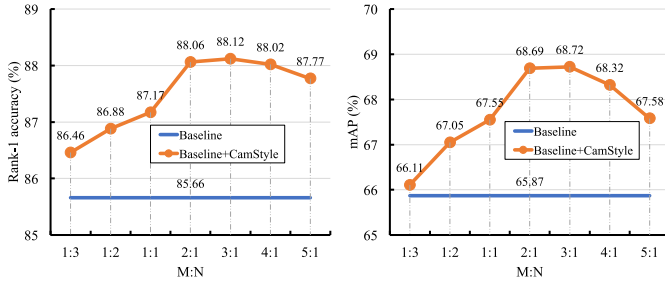 Rank-1 accuracy (%)
88
87
86
85
89
86.46
86.88
87.17
88.06
88.12
88.02
87.77
Baseline
Baseline+CamStyle
85.66
1:3 1:2 1:1 2:1 3:1 4:1 5:1
M:N
mAP (%)
70
69
68
67
66
65
66.11
67.05
67.55
68.69
68.72
68.32
67.58
Baseline
Baseline+CamStyle
65.87
1:3 1:2 1:1 2:1 3:1 4:1 5:1
M:N